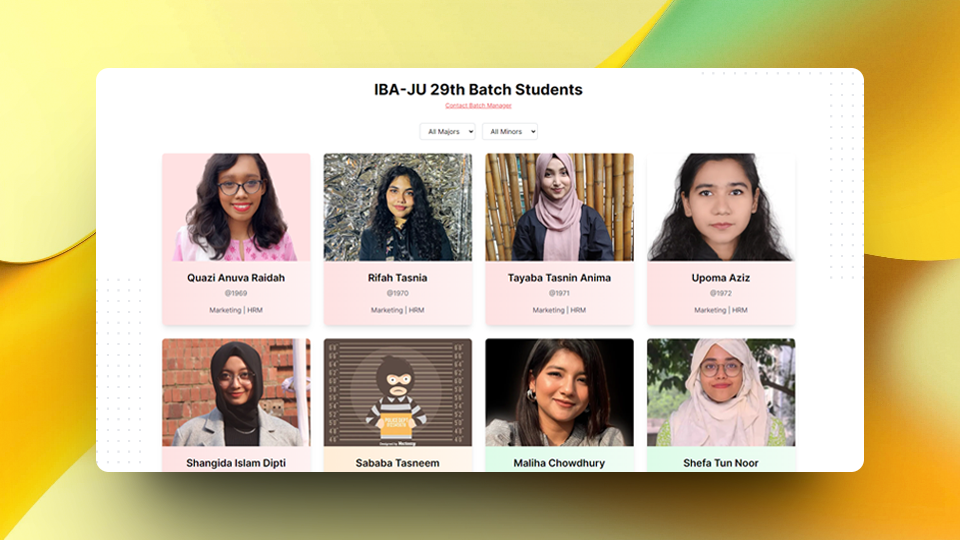 IBA-JU 29th Batch Students
Contact Batch Manager
All Majors All Minors
Quazi Anuva Raidah
@1969
Marketing | HRM
Rifah Tasnia
@1970
Marketing | HRM
Tayaba Tasnin Anima
@1971
Marketing | HRM
Upoma Aziz
@1972
Marketing | HRM
Shangida Islam Dipti
Sababa Tasneem
Maliha Chowdhury
Shefa Tun Noor